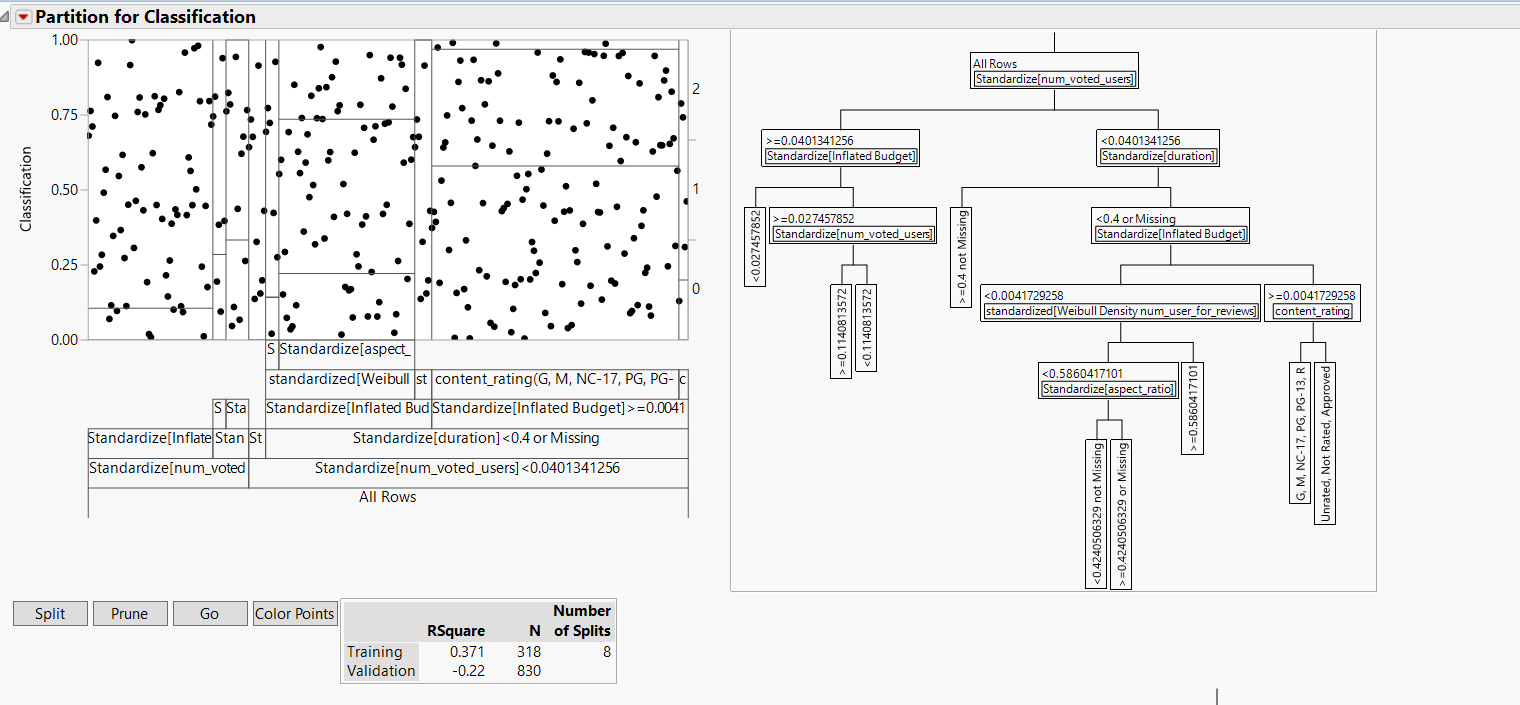 Partition for Classification
1.00
0.75
0.50
0.25
0.00
Classification
2
1
0
S Standardize[aspect_
standardized[Weibull st content_rating(G, M, NC-17, PG, PG- c
S Sta Standardize[Inflated Bud Standardize[Inflated Budget]>=0.0041
Standardize[Inflate Stan St Standardize[duration]<0.4 or Missing
Standardize[num_voted Standardize[num_voted_users]<0.0401341256
All Rows
All Rows
Standardize[num_voted_users]
>=0.0401341256
Standardize[Inflated Budget]
<0.0401341256
Standardize[duration]
<0.027457852
>=0.027457852
Standardize[num_voted_users]
>=0.4 not Missing
<0.4 or Missing
Standardize[Inflated Budget]
>=0.1140813572
<0.1140813572
<0.0041729258
standardized[Weibull Density num_user_for_reviews]
>=0.0041729258
content_rating
<0.5860417101
Standardize[aspect_ratio]
>=0.5860417101
G, M, NC-17, PG, PG-13, R
Unrated, Not Rated, Approved
<0.4240506329 not Missing
>=0.4240506329 or Missing
Split Prune Go Color Points
Number
RSquare N of Splits
Training 0.371 318 8
Validation -0.22 830